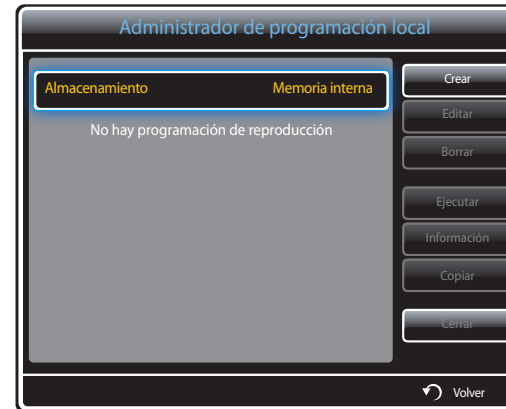 Administrador de programación local
Almacenamiento Memoria interna
No hay programación de reproducción
Crear
Editar
Borrar
Ejecutar
Información
Copiar
Cerrar
Volver